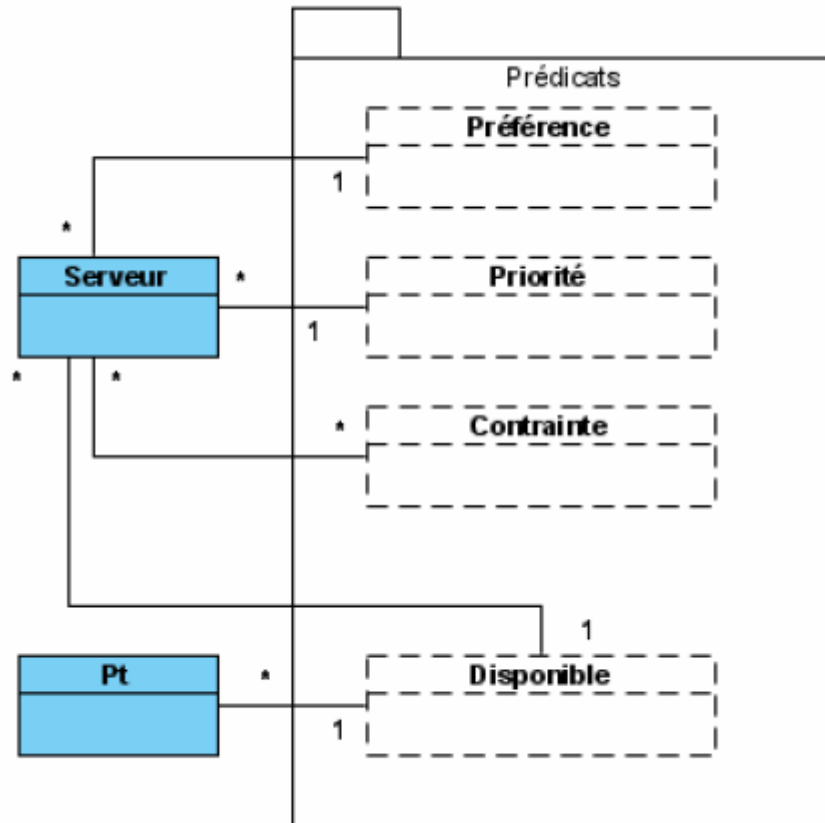 Prédicats
Préférence
1
*
Serveur
*
Priorité
1
*
*
*
Contrainte
1
Pt
*
Disponible
1